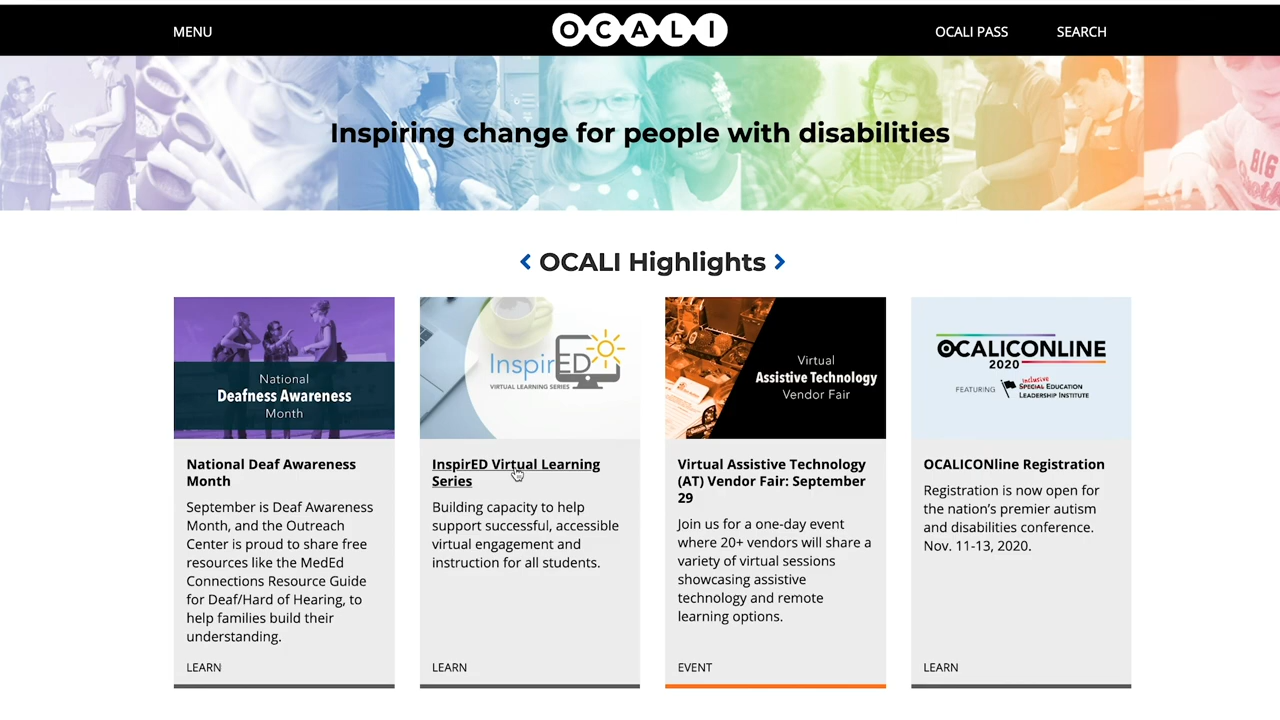 MENU
OCALI
OCALI PASS
SEARCH
Inspiring change for people with disabilities
BIG
OCALI Highlights
National
Deafness Awareness
Month
National Deaf Awareness
Month
September is Deaf Awareness
Month, and the Outreach
Center is proud to share free
resources like the MedEd
Connections Resource Guide
for Deaf/Hard of Hearing, to
help families build their
understanding.
LEARN
InspirED
VIRTUAL LEARNING SERIES
InspirED Virtual Learning
Series
Building capacity to help
support successful, accessible
virtual engagement and
instruction for all students.
LEARN
Virtual
Assistive Technology
Vendor Fair
Virtual Assistive Technology
(AT) Vendor Fair: September
29
Join us for a one-day event
where 20+ vendors will share a
variety of virtual sessions
showcasing assistive
technology and remote
learning options.
EVENT
OCALICONLINE
2020
FEATURING
inclusive
SPECIAL EDUCATION
LEADERSHIP INSTITUTE
OCALICONline Registration
Registration is now open for
the nation's premier autism
and disabilities conference.
Nov. 11-13, 2020.
LEARN